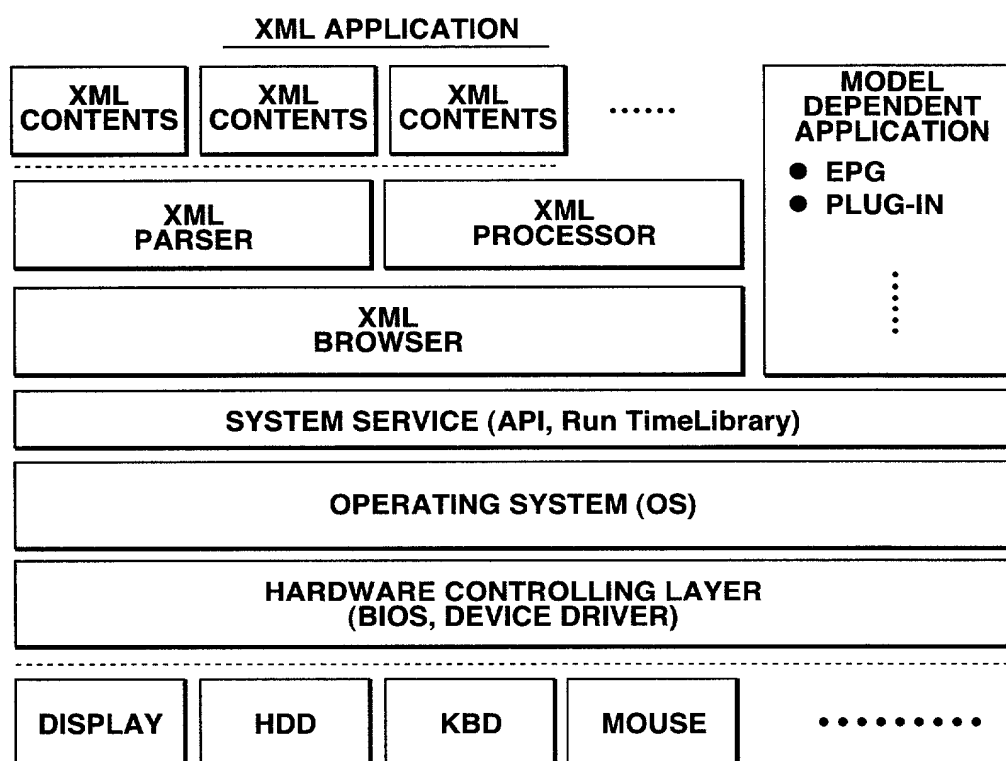 XML APPLICATION
XML
CONTENTS
XML
CONTENTS
XML
CONTENTS
......
MODEL
DEPENDENT
APPLICATION
● EPG
● PLUG-IN
XML
PARSER
XML
PROCESSOR
XML
BROWSER
SYSTEM SERVICE (API, Run TimeLibrary)
OPERATING SYSTEM (OS)
HARDWARE CONTROLLING LAYER
(BIOS, DEVICE DRIVER)
DISPLAY
HDD
KBD
MOUSE
.........